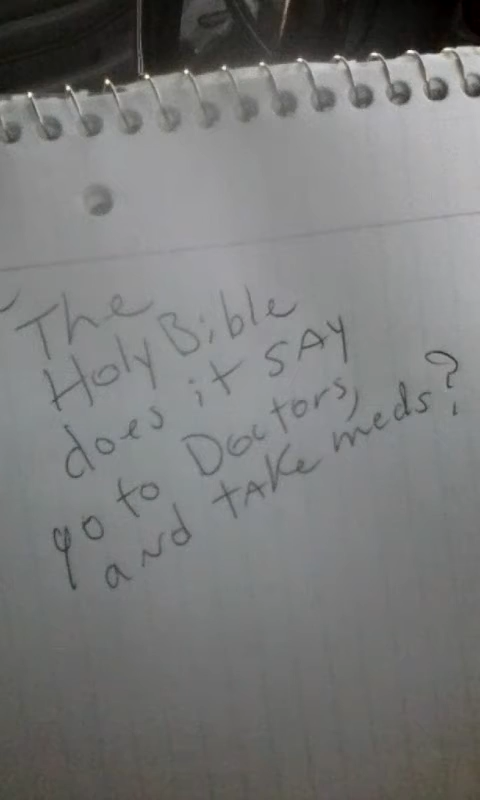 The
Holy Bible
does it SAY
go to Doctors,
and take meds?